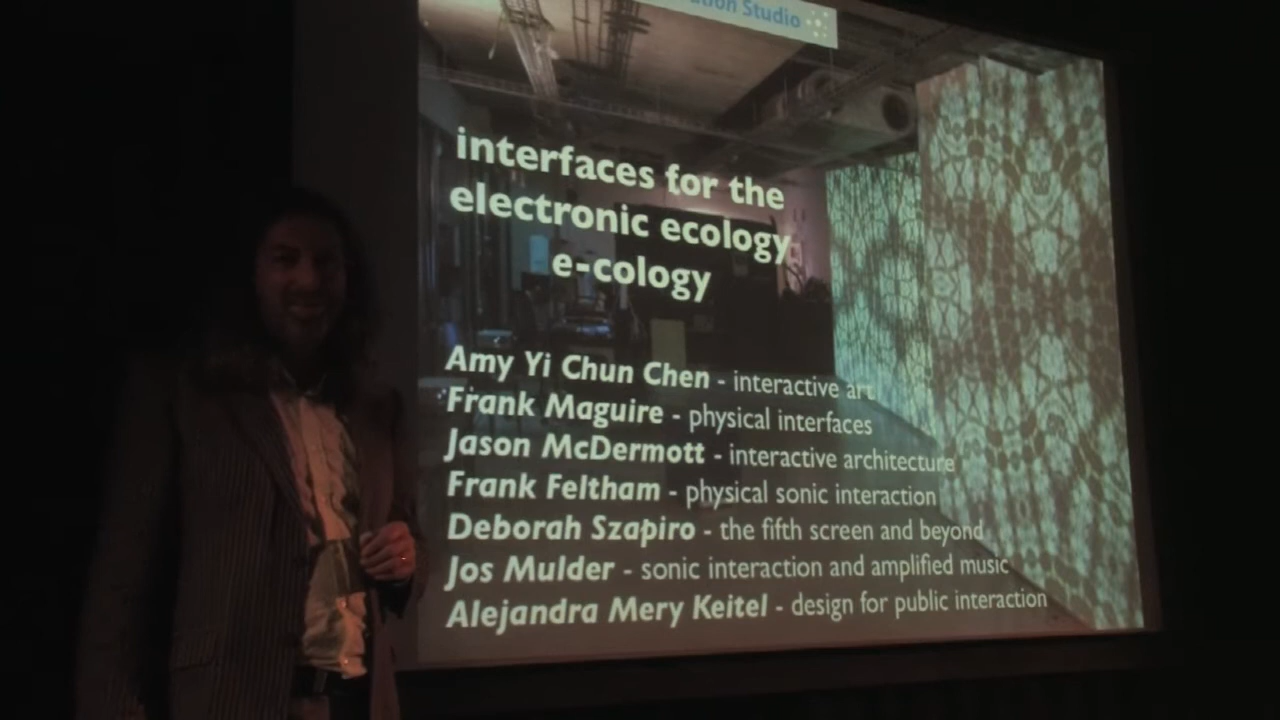 Studio
interfaces for the
electronic ecology
e-cology
Amy Yi Chun Chen - interactive art
Frank Maguire - physical interfaces
Jason McDermott - interactive architecture
Frank Feltham - physical sonic interaction
Deborah Szapiro - the fifth screen and beyond
Jos Mulder - sonic interaction and amplified music
Alejandra Mery Keitel - design for public interaction